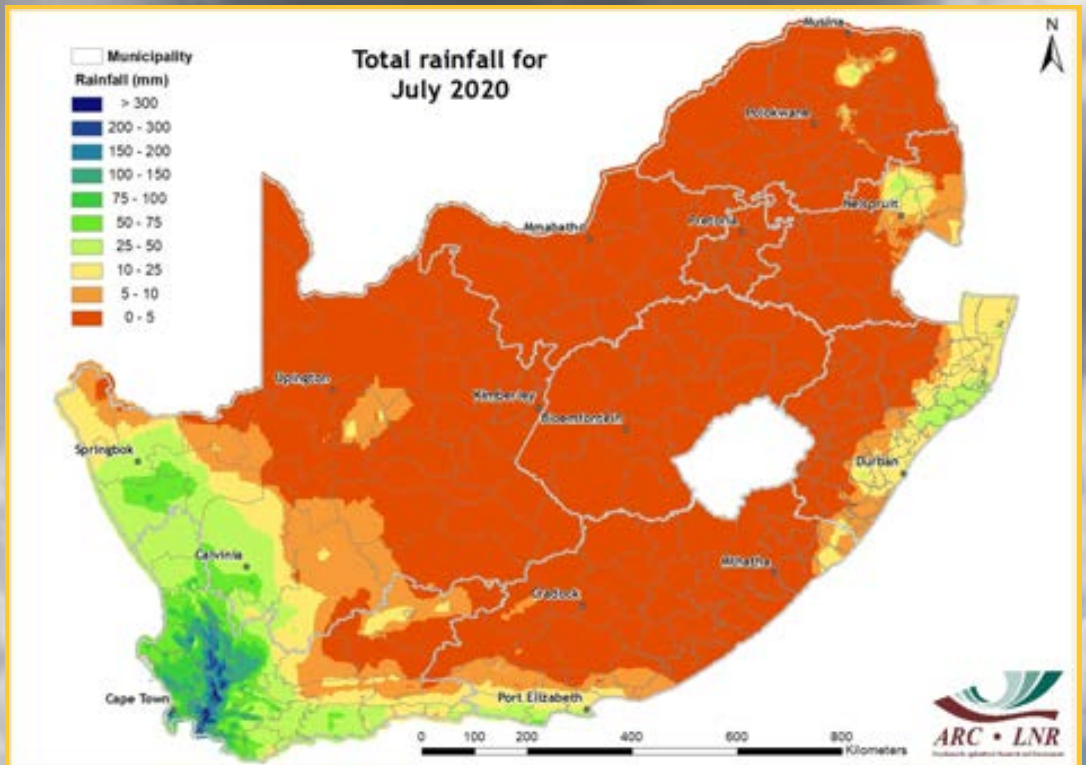 Total rainfall for
July 2020
N
Municipality
Rainfall (mm)
> 300
200 - 300
150 - 200
100 - 150
75 - 100
50 - 75
25 - 50
10 - 25
5 - 10
0 - 5
Musina
Polokwane
Nelspruit
Pretoria
Mmabatho
Upington
Kimberley
Bloemfontein
Springbok
Durban
Calvinia
Mthatha
Cradock
Cape Town
Port Elizabeth
0 100 200 400 600 800
Kilometers
ARC • LNR